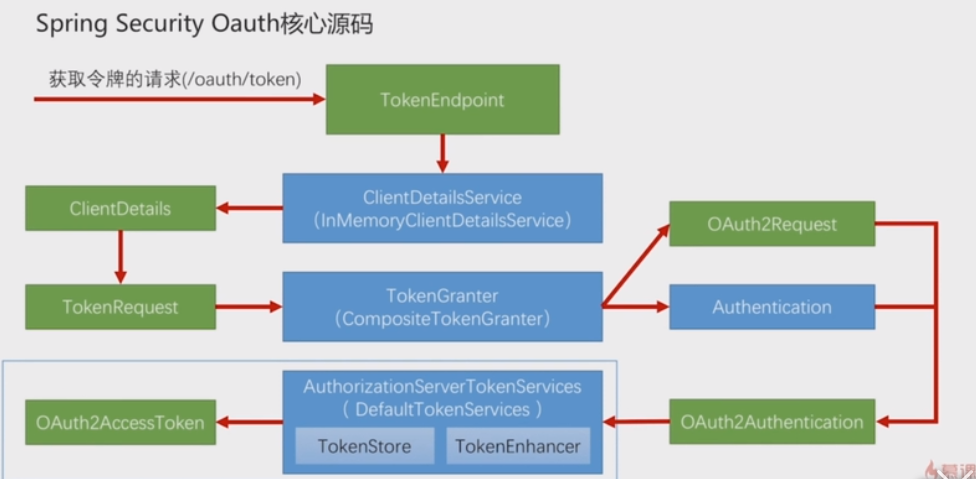 Spring Security Oauth核心源码
获取令牌的请求(/oauth/token)
TokenEndpoint
ClientDetailsService
（InMemoryClientDetailsService）
ClientDetails
OAuth2Request
TokenRequest
TokenGranter
（CompositeTokenGranter）
Authentication
AuthorizationServerTokenServices
（ DefaultTokenServices ）
OAuth2AccessToken
OAuth2Authentication
TokenStore
TokenEnhancer